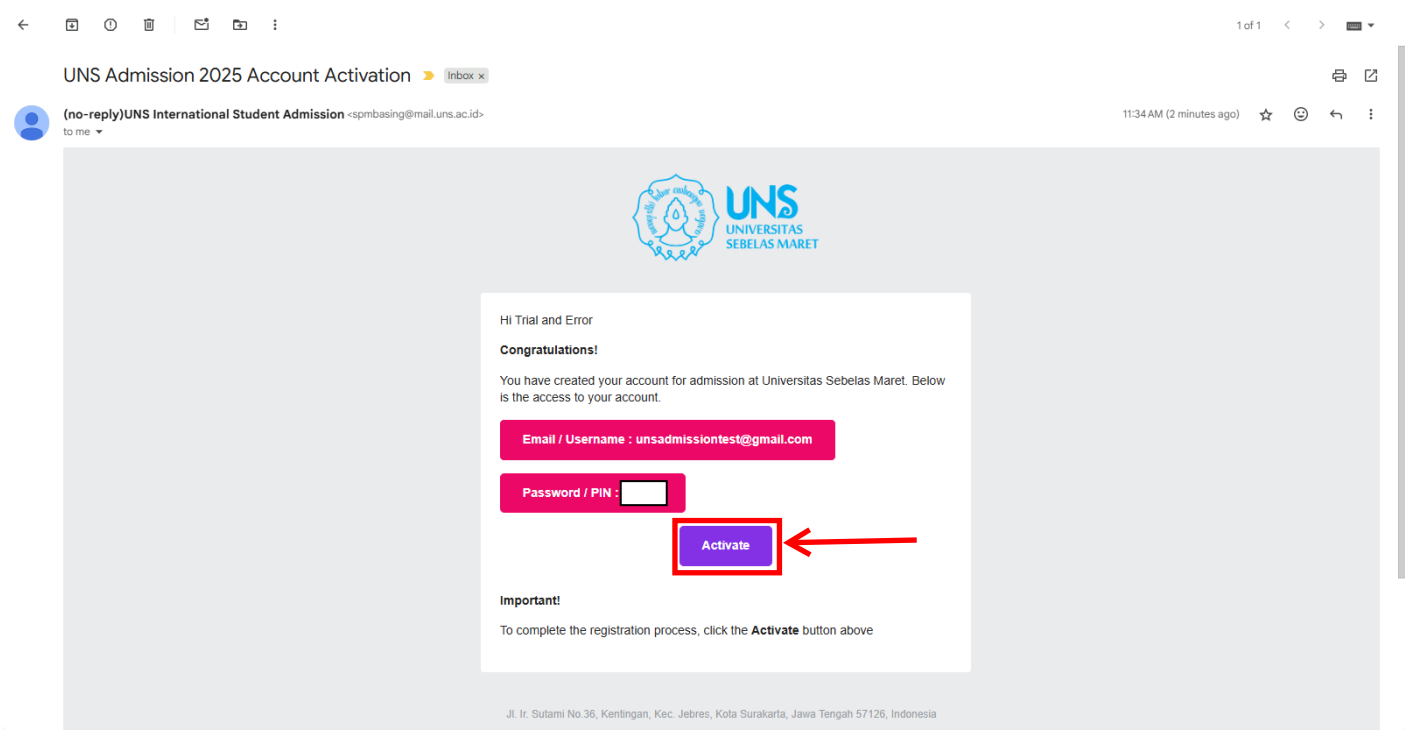 1 of 1
UNS Admission 2025 Account Activation
Inbox ×
(no-reply)UNS International Student Admission <spmbasing@mail.uns.ac.id>
11:34 AM (2 minutes ago)
to me
UNS
UNIVERSITAS
SEBELAS MARET
Hi Trial and Error
Congratulations!
You have created your account for admission at Universitas Sebelas Maret. Below
is the access to your account.
Email / Username : unsadmissiontest@gmail.com
Password / PIN :
Activate
Important!
To complete the registration process, click the Activate button above
Jl. Ir. Sutami No.36, Kentingan, Kec. Jebres, Kota Surakarta, Jawa Tengah 57126, Indonesia